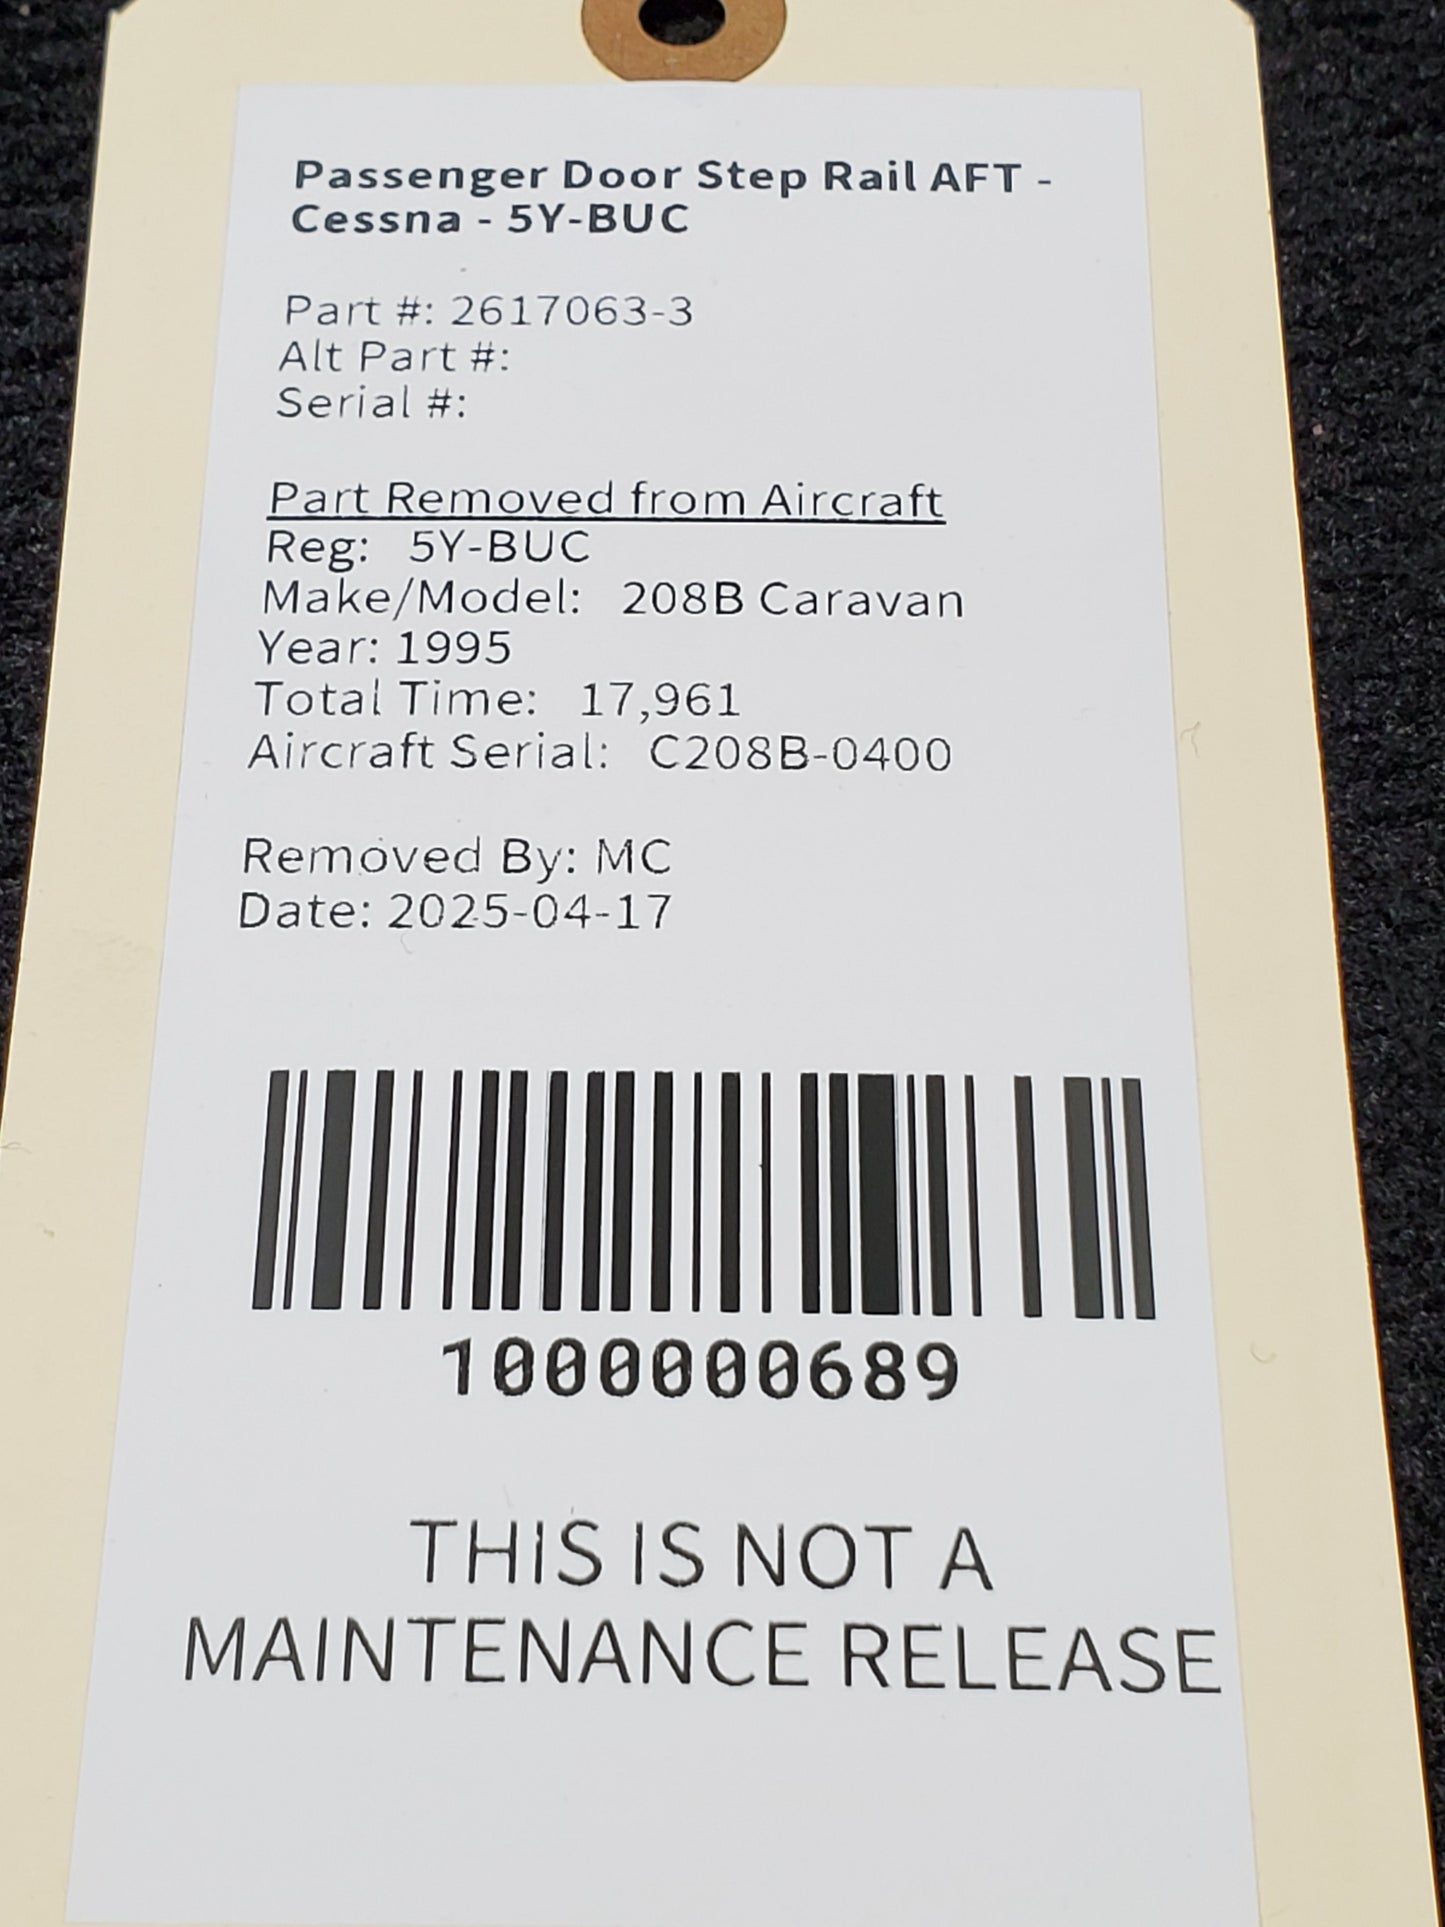 Passenger Door Step Rail AFT -
Cessna - 5Y-BUC
Part #: 2617063-3
Alt Part #:
Serial #:
Part Removed from Aircraft
Reg: 5Y-BUC
Make/Model: 208B Caravan
Year: 1995
Total Time: 17,961
Aircraft Serial: C208B-0400
Removed By: MC
Date: 2025-04-17
1000000689
THIS IS NOT A
MAINTENANCE RELEASE